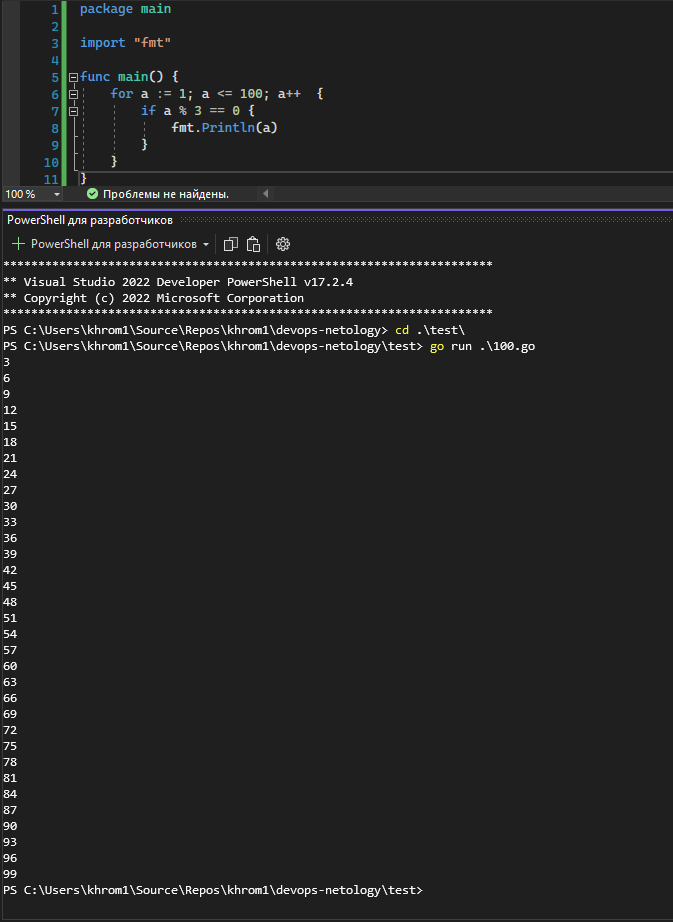 1 package main
2
3 import "fmt"
4
5 func main() {
6 for a := 1; a <= 100; a++  {
7 if a % 3 == 0 {
8 fmt.Println(a)
9 }
10 }
11 }
100 % Проблемы не найдены.
PowerShell для разработчиков
PowerShell для разработчиков
**********************************************************************
** Visual Studio 2022 Developer PowerShell v17.2.4
** Copyright (c) 2022 Microsoft Corporation
**********************************************************************
PS C:\Users\khrom1\Source\Repos\khrom1\devops-netology> cd .\test\
PS C:\Users\khrom1\Source\Repos\khrom1\devops-netology\test> go run .\100.go
3
6
9
12
15
18
21
24
27
30
33
36
39
42
45
48
51
54
57
60
63
66
69
72
75
78
81
84
87
90
93
96
99
PS C:\Users\khrom1\Source\Repos\khrom1\devops-netology\test>